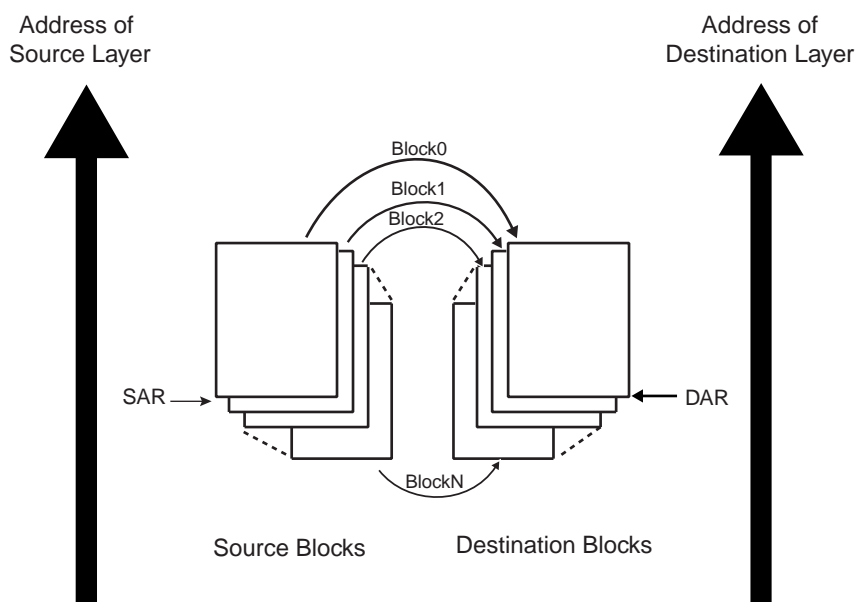 Address of
Source Layer
Address of
Destination Layer
Block0
Block1
Block2
SAR
DAR
BlockN
Source Blocks
Destination Blocks